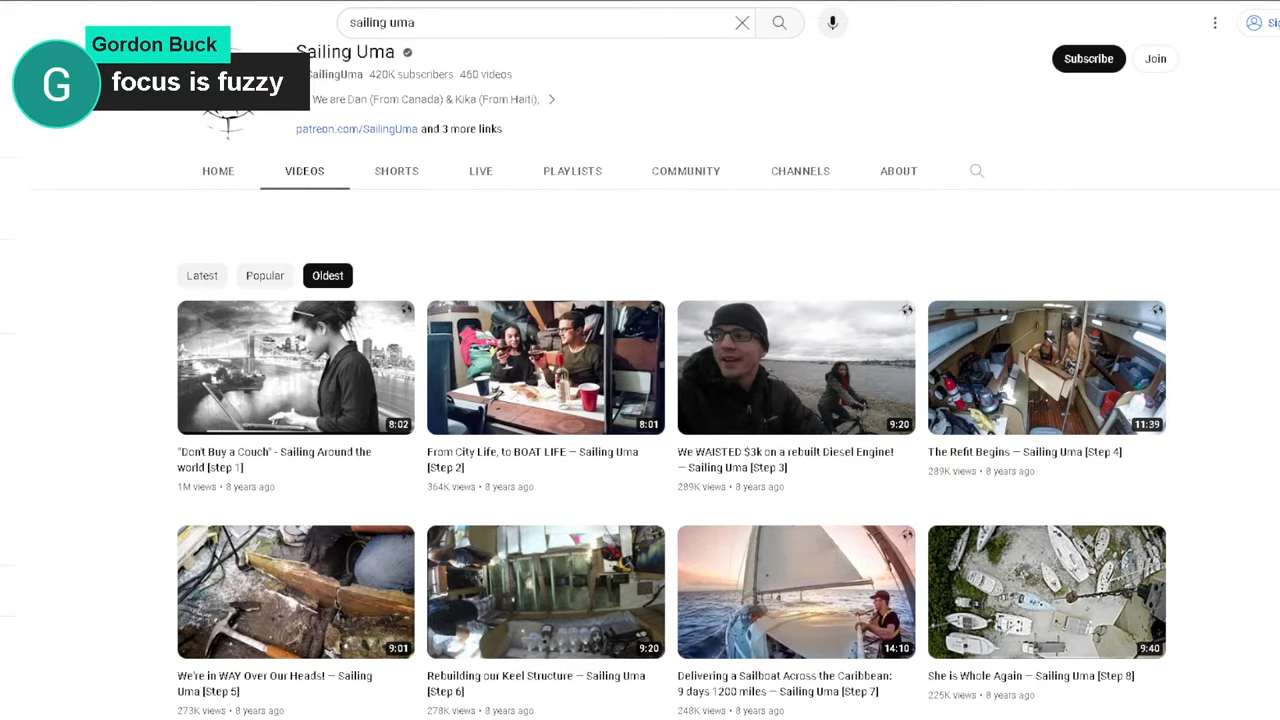 sailing uma
Sailing Uma
SailingUma 420K subscribers 460 videos
We are Dan (From Canada) & Kika (From Haiti),
patreon.com/SailingUma and 3 more links
Subscribe
Join
Gordon Buck
G
focus is fuzzy
HOME
VIDEOS
SHORTS
LIVE
PLAYLISTS
COMMUNITY
CHANNELS
ABOUT
Latest
Popular
Oldest
8:02
8:01
9:20
11:39
"Don't Buy a Couch" - Sailing Around the
world [step 1]
1M views • 8 years ago
From City Life, to BOAT LIFE — Sailing Uma
[Step 2]
364K views • 8 years ago
We WAISTED $3k on a rebuilt Diesel Engine!
— Sailing Uma [Step 3]
289K views • 8 years ago
The Refit Begins — Sailing Uma [Step 4]
289K views • 8 years ago
9:01
9:20
14:10
9:40
We're in WAY Over Our Heads! — Sailing
Uma [Step 5]
273K views • 8 years ago
Rebuilding our Keel Structure — Sailing Uma
[Step 6]
278K views • 8 years ago
Delivering a Sailboat Across the Caribbean:
9 days 1200 miles — Sailing Uma [Step 7]
248K views • 8 years ago
She is Whole Again — Sailing Uma [Step 8]
225K views • 8 years ago